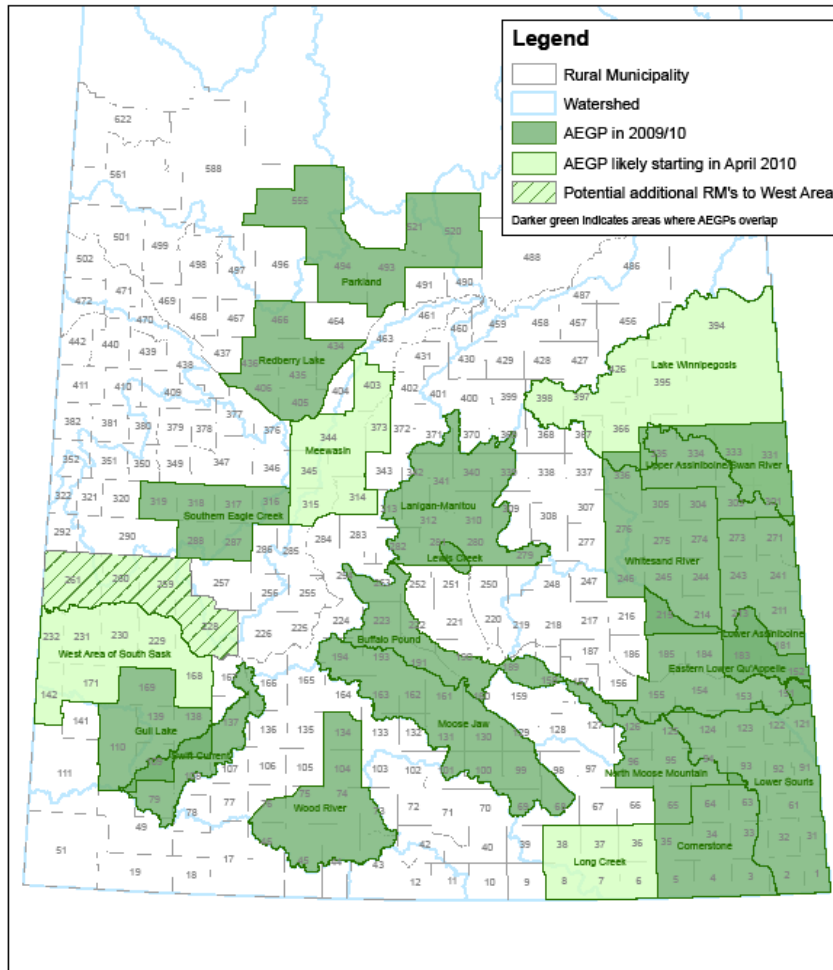 Legend
Rural Municipality
Watershed
AEGP in 2009/10
AEGP likely starting in April 2010
Potential additional RM's to West Area
Darker green Indicates areas where AEGPs overlap
622
588
561
555
521 520
501 499
502 498 497 496 494 493 491 490 488 486
Parkland
471 472 469 487
470 468 467 466 464 461 460 459 458 456 394
442 440 439 437 436 434 463
438 431 430 429 428 427 426
Redberry Lake
Lake Winnipegosis
435 395
411 410 409 406 405 404 403 402 401 400 399 398 397
382 381 380 379 378 377 376 373 372 371 370 369 368 367 366
344
352 351 350 349 347 346 345 343 341 340 338 337 336 335 334 333 331
Meewasin
Upper Assiniboine/Swan River
322 321 320 319 318 317 316 315 314 313 312 310 309 308 307 305 304
Lanigan-Manitou
Southern Eagle Creek
292 290 288 287 286 285 284 283 282 281 280 279 277 276 275 274 273 271
Lewis Creek
Whitesand River
261 260 259 257 256 255 254 252 251 250 248 247 246 245 244 243 241
232 231 230 229 228 226 225 224 223 222 221 220 219 218 217 216 214 211
Buffalo Pound
Lower Assiniboine
West Area of South Sask
194 193 191 190 189 187 186 185 184 183 181
Eastern Lower Qu'Appelle
171 169 168 167 166 165 164 163 162 161 160 159 157 156 155 154 153 152 151
142 141 139 138 137 136 135 134 133 132 131 130 129 128 127 126 125 124 123 122 121
Gull Lake
Moose Jaw
111 110 107 106 105 104 103 102 101 100 99 98 97 96 95 94 93 92 91
Swift Current
North Moose Mountain
Lower Souris
79 78 77 76 75 74 73 72 71 70 69 68 67 66 65 64 63 61
Wood River
51 49 45 44 43 42 40 39 38 37 36 35 34 33 32 31
Cornerstone
Long Creek
19 18 17 12 11 10 9 8 7 6 5 4 3 2 1